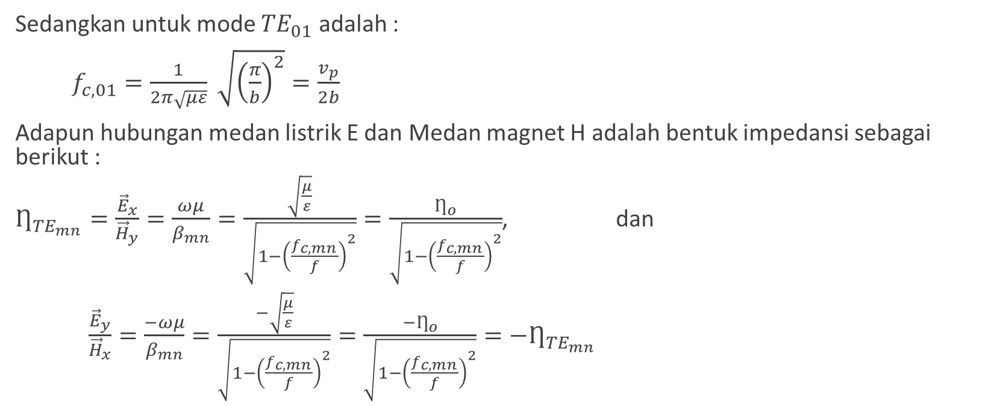 Sedangkan untuk mode $TE_{01}$ adalah :
$f_{c,01} = \frac{1}{2\pi\sqrt{\mu\varepsilon}} \sqrt{\left(\frac{\pi}{b}\right)^2} = \frac{v_p}{2b}$
Adapun hubungan medan listrik E dan Medan magnet H adalah bentuk impedansi sebagai
berikut :
$\eta_{TE_{mn}} = \frac{\vec{E}_x}{\vec{H}_y} = \frac{\omega\mu}{\beta_{mn}} = \frac{\sqrt{\frac{\mu}{\varepsilon}}}{\sqrt{1-\left(\frac{f_{c,mn}}{f}\right)^2}} = \frac{\eta_o}{\sqrt{1-\left(\frac{f_{c,mn}}{f}\right)^2}},$ dan
$\frac{\vec{E}_y}{\vec{H}_x} = \frac{-\omega\mu}{\beta_{mn}} = \frac{-\sqrt{\frac{\mu}{\varepsilon}}}{\sqrt{1-\left(\frac{f_{c,mn}}{f}\right)^2}} = \frac{-\eta_o}{\sqrt{1-\left(\frac{f_{c,mn}}{f}\right)^2}} = -\eta_{TE_{mn}}$